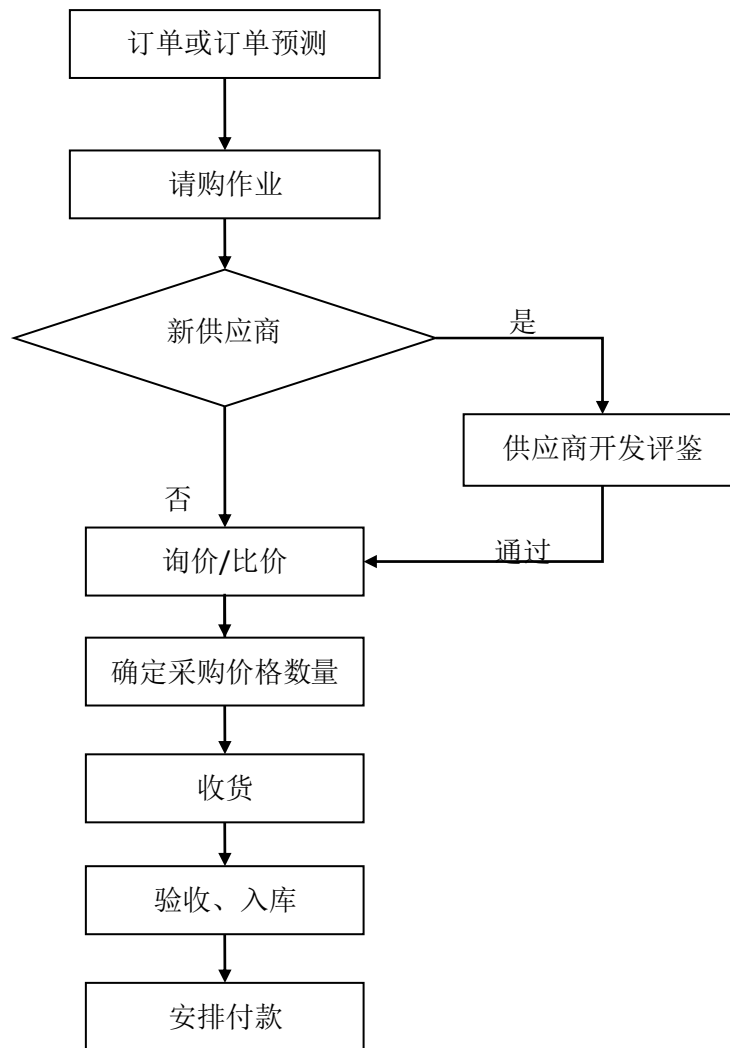 订单或订单预测
请购作业
新供应商
是
供应商开发评鉴
否
通过
询价/比价
确定采购价格数量
收货
验收、入库
安排付款